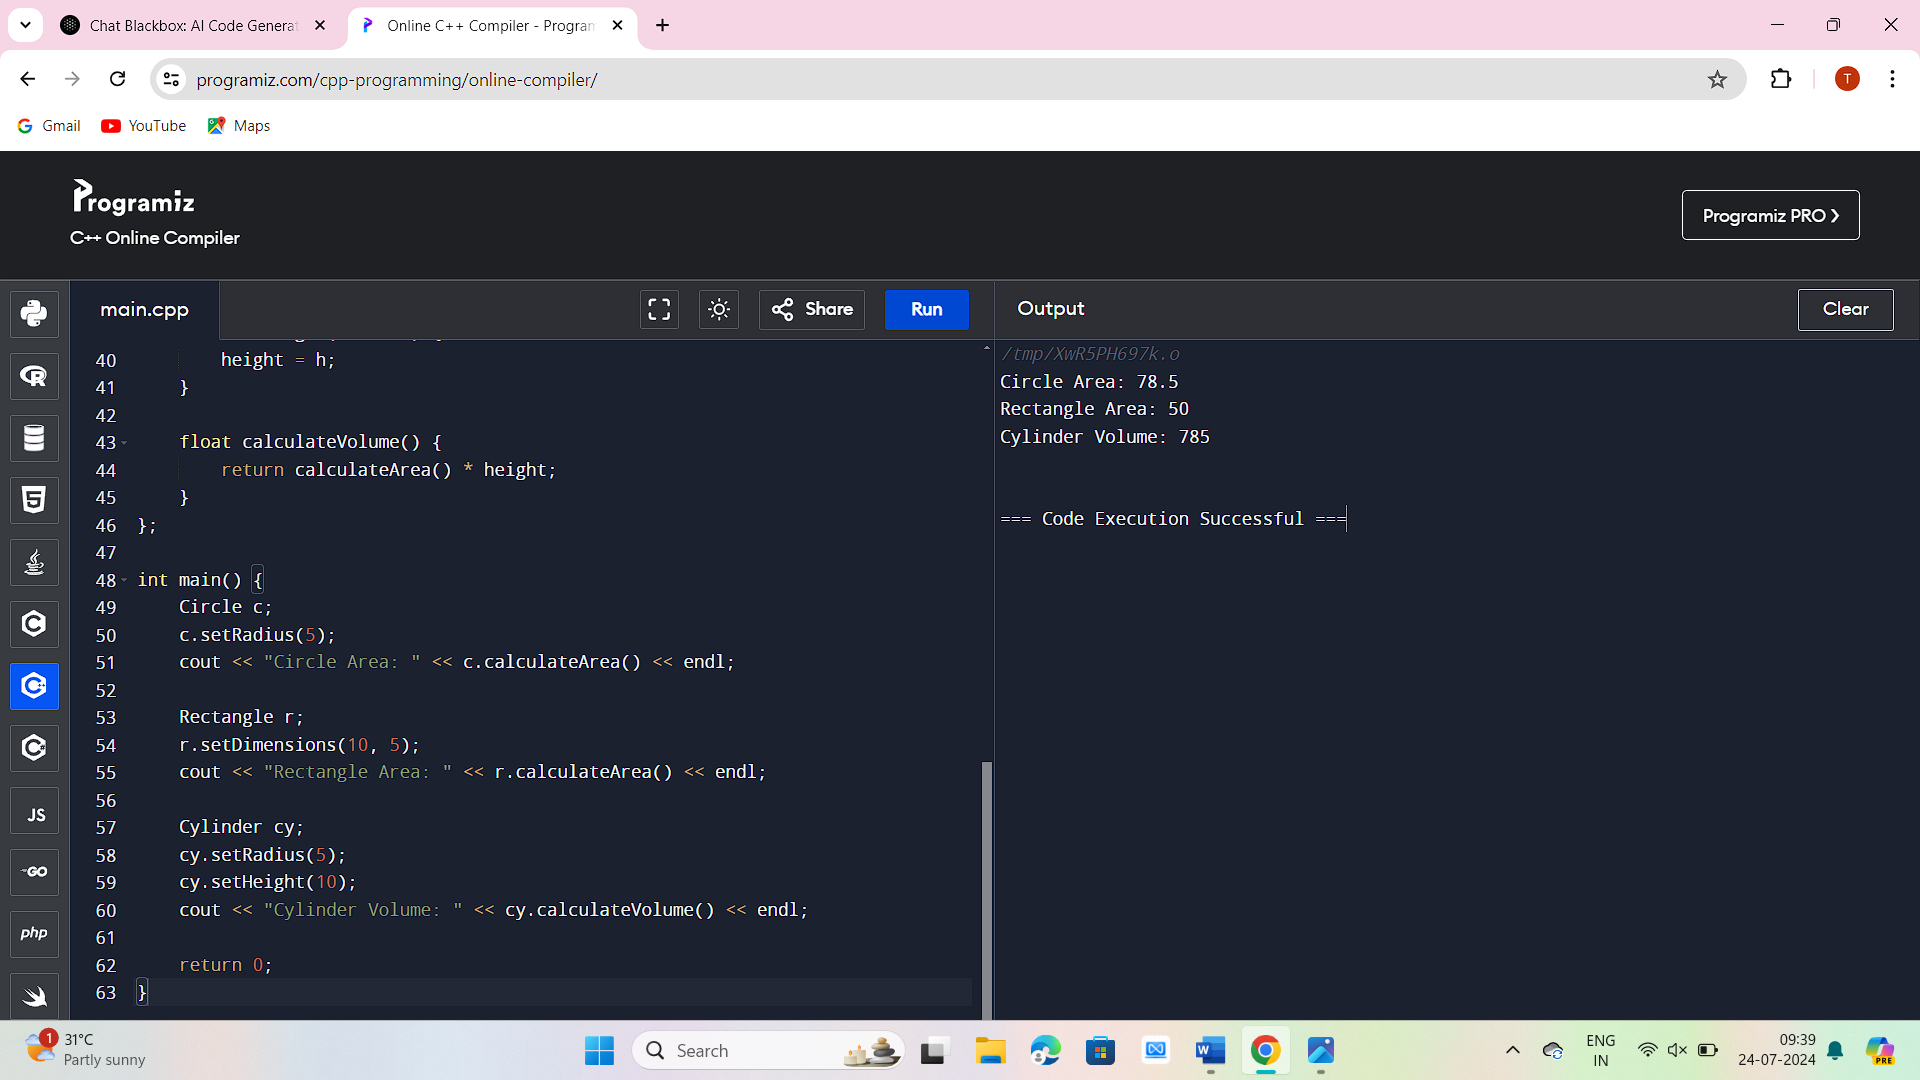 Chat Blackbox: AI Code Generat
Online C++ Compiler - Program
programiz.com/cpp-programming/online-compiler/
T
Gmail
YouTube
Maps
Programiz
C++ Online Compiler
Programiz PRO
main.cpp
Share
Run
Output
Clear
40 height = h;
41 }
42
43 float calculateVolume() {
44 return calculateArea() * height;
45 }
46 };
47
48 int main() {
49 Circle c;
50 c.setRadius(5);
51 cout << "Circle Area: " << c.calculateArea() << endl;
52
53 Rectangle r;
54 r.setDimensions(10, 5);
55 cout << "Rectangle Area: " << r.calculateArea() << endl;
56
57 Cylinder cy;
58 cy.setRadius(5);
59 cy.setHeight(10);
60 cout << "Cylinder Volume: " << cy.calculateVolume() << endl;
61
62 return 0;
63 }
/tmp/XwR5PH697k.o
Circle Area: 78.5
Rectangle Area: 50
Cylinder Volume: 785
=== Code Execution Successful ===
R
5
C
C++
C#
JS
GO
php
1
31°C
Partly sunny
Search
W
ENG
IN
09:39
24-07-2024
PRE